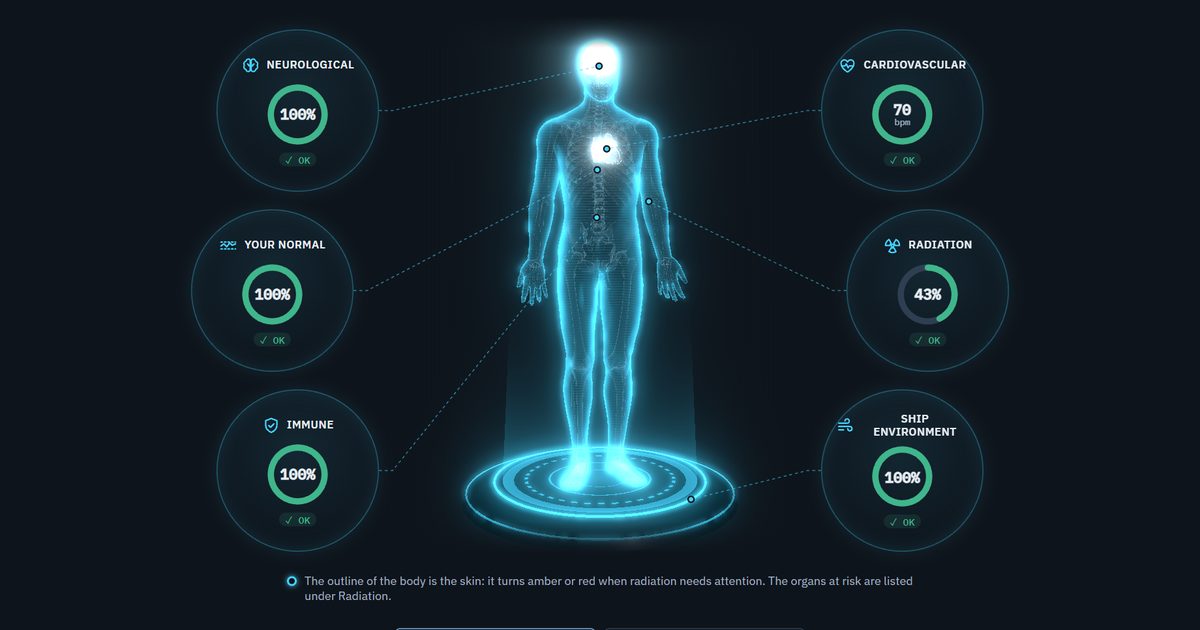 NEUROLOGICAL
100%
✓ OK
CARDIOVASCULAR
70
bpm
✓ OK
YOUR NORMAL
100%
✓ OK
RADIATION
43%
✓ OK
IMMUNE
100%
✓ OK
SHIP
ENVIRONMENT
100%
✓ OK
The outline of the body is the skin: it turns amber or red when radiation needs attention. The organs at risk are listed
under Radiation.